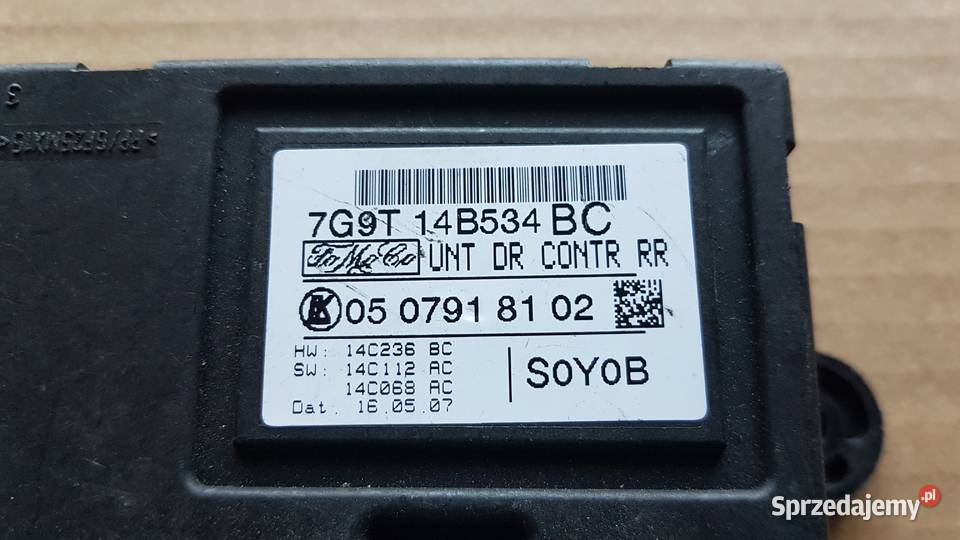 3
7G9T 14B534 BC
FoMoCo UNT DR CONTR RR
05 0791 81 02
HW: 14C236 BC
SW: 14C112 AC
14C068 AC
Dat. 16.05.07
S0Y0B
Sprzedajemy.pl